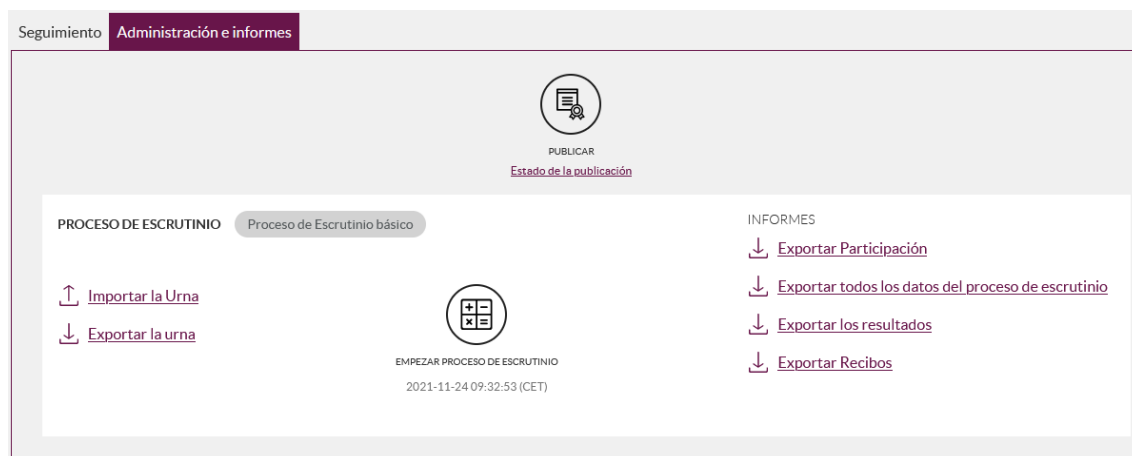 Seguimiento
Administración e informes
PUBLICAR
Estado de la publicación
PROCESO DE ESCRUTINIO
Proceso de Escrutinio básico
Importar la Urna
Exportar la urna
EMPEZAR PROCESO DE ESCRUTINIO
2021-11-24 09:32:53 (CET)
INFORMES
Exportar Participación
Exportar todos los datos del proceso de escrutinio
Exportar los resultados
Exportar Recibos